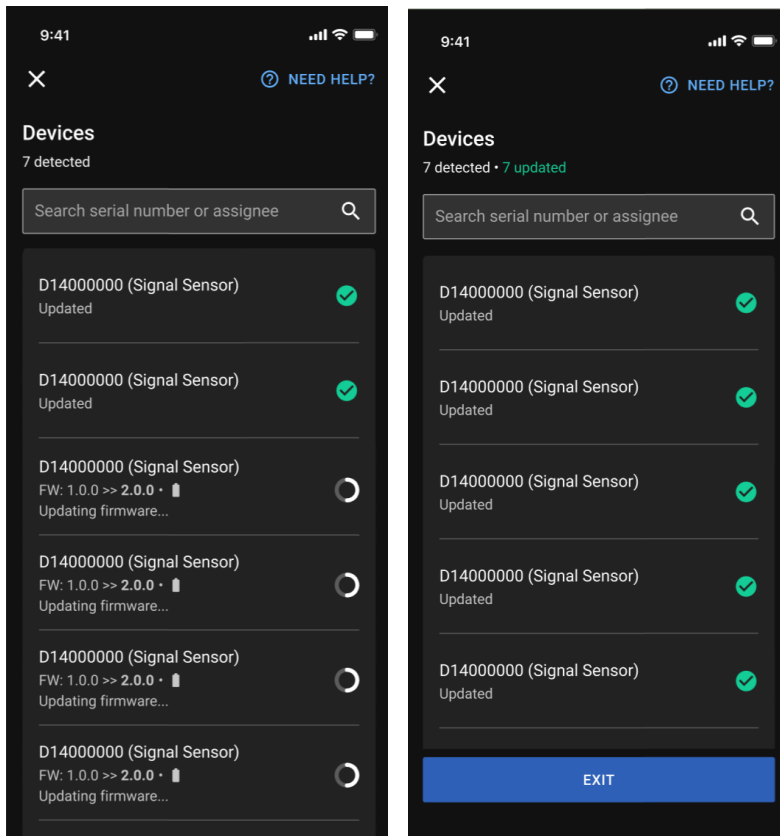 9:41
NEED HELP?
Devices
7 detected
Search serial number or assignee
D14000000 (Signal Sensor)
Updated
D14000000 (Signal Sensor)
Updated
D14000000 (Signal Sensor)
FW: 1.0.0 >> 2.0.0 •
Updating firmware...
D14000000 (Signal Sensor)
FW: 1.0.0 >> 2.0.0 •
Updating firmware...
D14000000 (Signal Sensor)
FW: 1.0.0 >> 2.0.0 •
Updating firmware...
D14000000 (Signal Sensor)
FW: 1.0.0 >> 2.0.0 •
Updating firmware...
9:41
NEED HELP?
Devices
7 detected • 7 updated
Search serial number or assignee
D14000000 (Signal Sensor)
Updated
D14000000 (Signal Sensor)
Updated
D14000000 (Signal Sensor)
Updated
D14000000 (Signal Sensor)
Updated
D14000000 (Signal Sensor)
Updated
EXIT